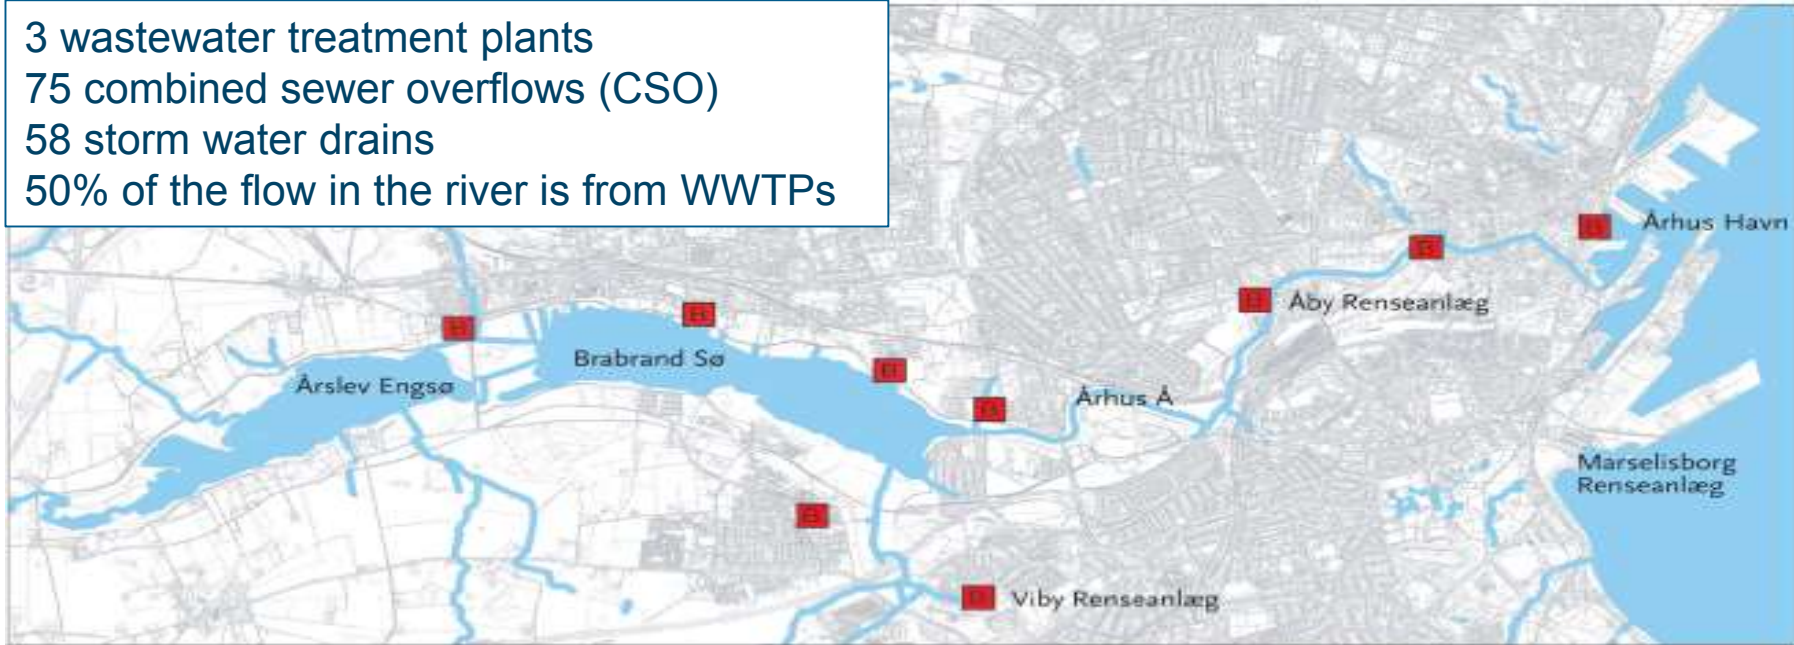 3 wastewater treatment plants
75 combined sewer overflows (CSO)
58 storm water drains
50% of the flow in the river is from WWTPs
Århus Havn
Åby Renseanlæg
Brabrand Sø
Årslev Engsø
Århus Å
Marselisborg
Renseanlæg
Viby Renseanlæg